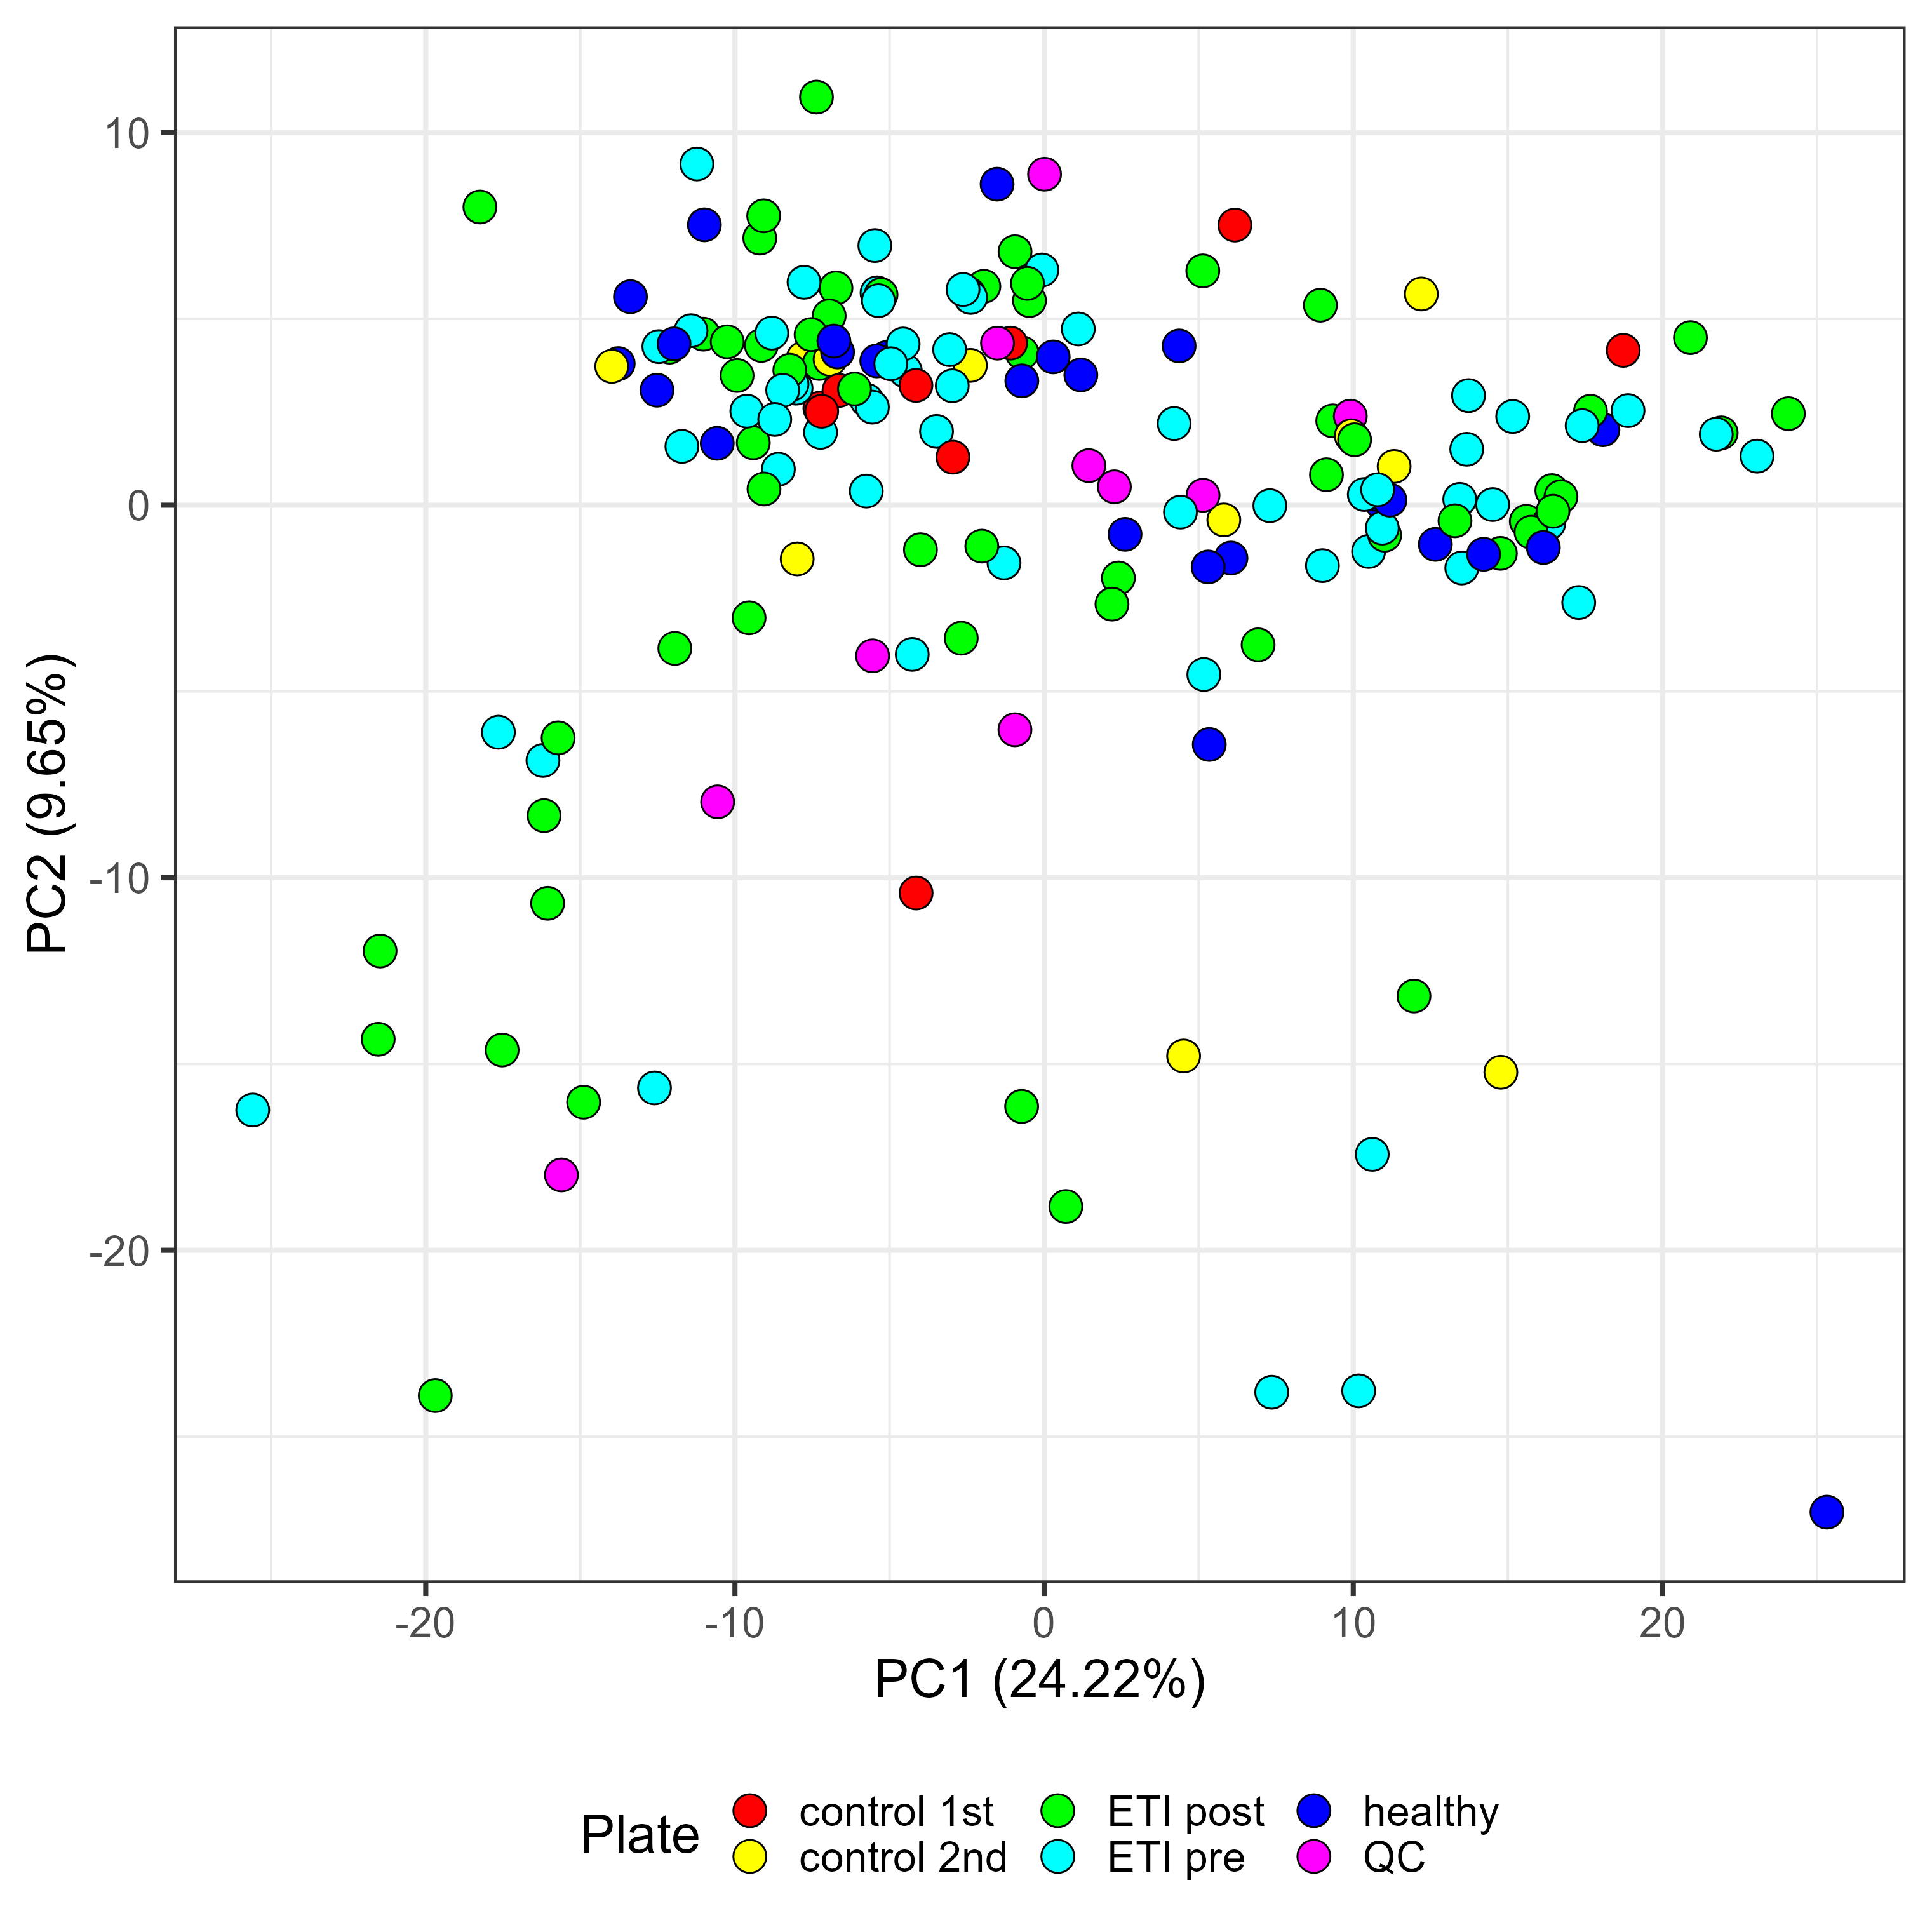 10
0
-10
-20
PC2 (9.65%)
-20 -10 0 10 20
PC1 (24.22%)
Plate
control 1st ETI post healthy
control 2nd ETI pre QC